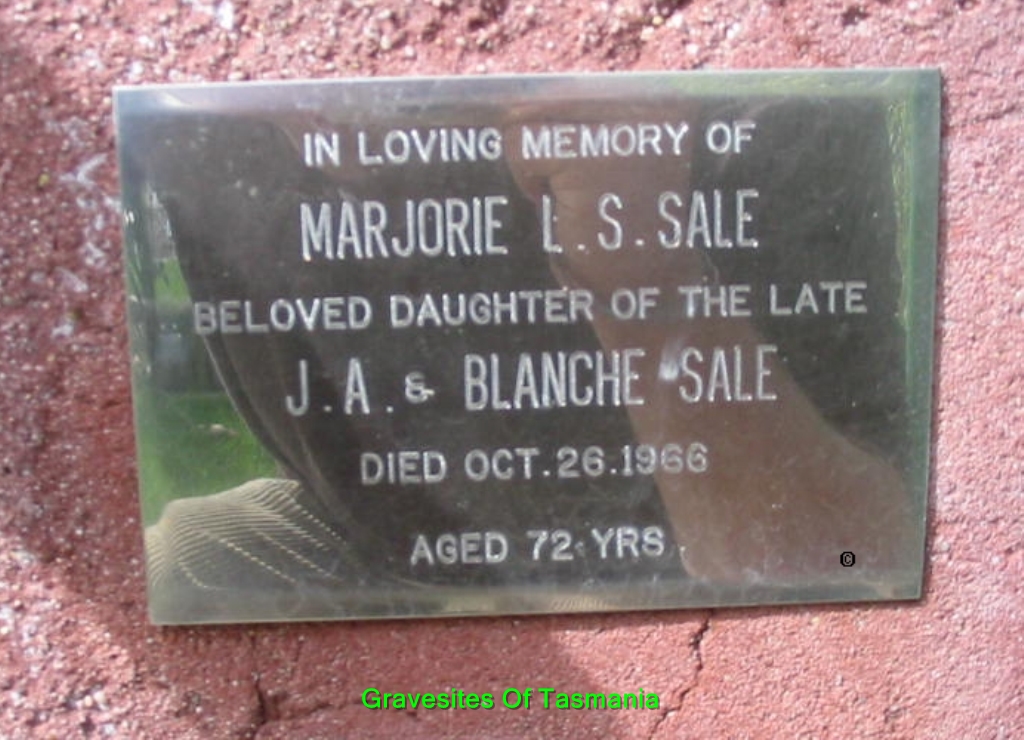 IN LOVING MEMORY OF
MARJORIE L.S. SALE
BELOVED DAUGHTER OF THE LATE
J.A. & BLANCHE SALE
DIED OCT.26.1966
AGED 72 YRS.
©
Gravesites Of Tasmania